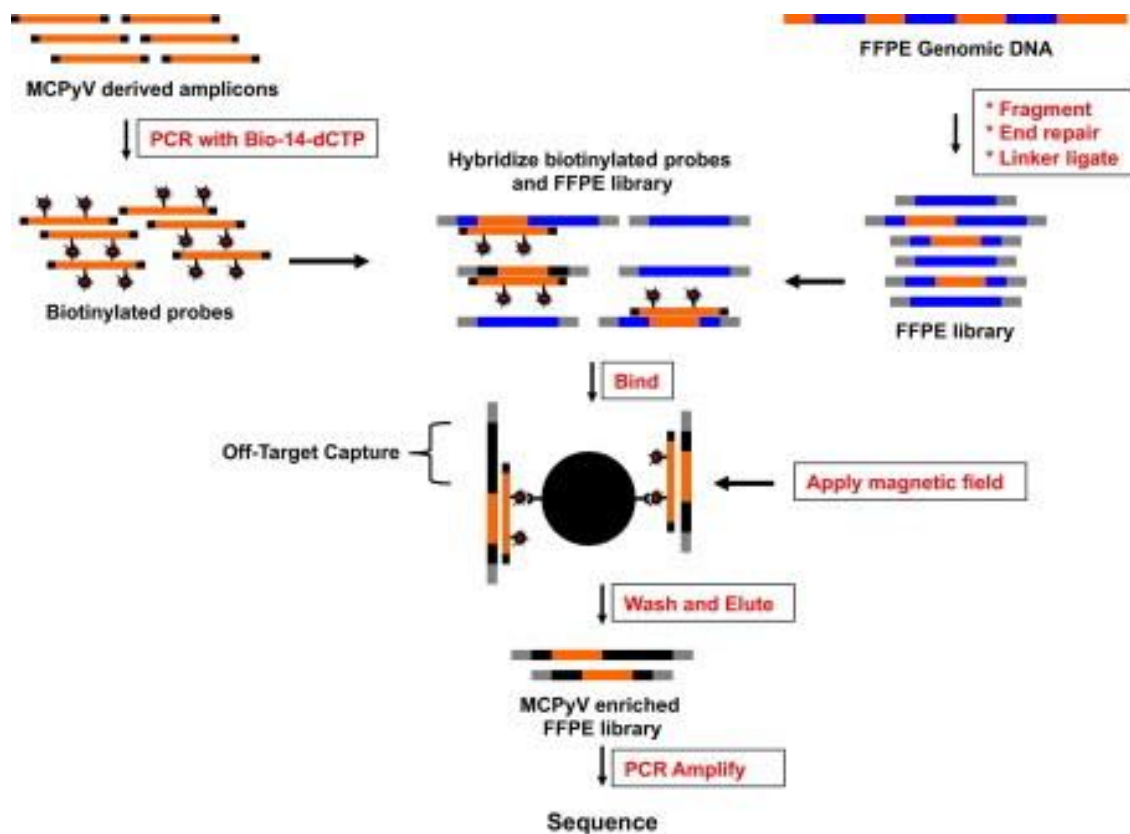 FFPE Genomic DNA
MCPyV derived amplicons
PCR with Bio-14-dCTP
* Fragment
* End repair
* Linker ligate
Hybridize biotinylated probes
and FFPE library
Biotinylated probes
FFPE library
Bind
Off-Target Capture
Apply magnetic field
Wash and Elute
MCPyV enriched
FFPE library
PCR Amplify
Sequence